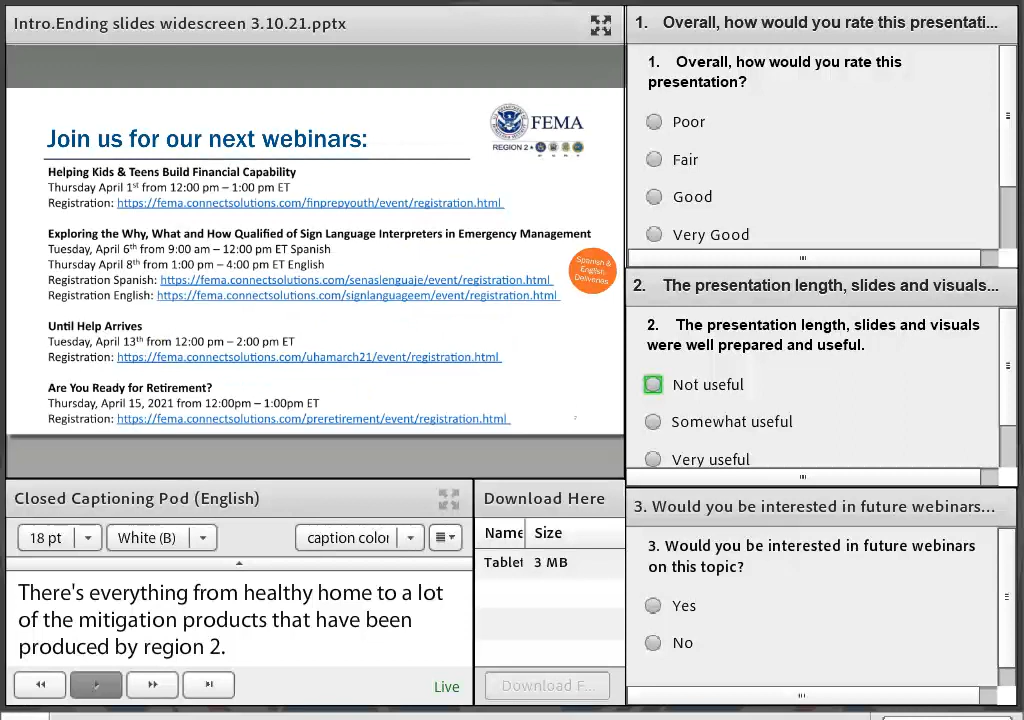 Intro.Ending slides widescreen 3.10.21.pptx
FEMA
REGION 2
Join us for our next webinars:
Helping Kids & Teens Build Financial Capability
Thursday April 1st from 12:00 pm – 1:00 pm ET
Registration: https://fema.connectsolutions.com/finprepyouth/event/registration.html
Exploring the Why, What and How Qualified of Sign Language Interpreters in Emergency Management
Tuesday, April 6th from 9:00 am – 12:00 pm ET Spanish
Thursday April 8th from 1:00 pm – 4:00 pm ET English
Registration Spanish: https://fema.connectsolutions.com/senaslenguaje/event/registration.html
Registration English: https://fema.connectsolutions.com/signlanguageem/event/registration.html
Spanish &
English
Deliveries
Until Help Arrives
Tuesday, April 13th from 12:00 pm – 2:00 pm ET
Registration: https://fema.connectsolutions.com/uhamarch21/event/registration.html
Are You Ready for Retirement?
Thursday, April 15, 2021 from 12:00pm – 1:00pm ET
Registration: https://fema.connectsolutions.com/preretirement/event/registration.html
Closed Captioning Pod (English)
18 pt
White (B)
caption color
There's everything from healthy home to a lot
of the mitigation products that have been
produced by region 2.
Live
Download Here
Name Size
Tablet 3 MB
Download F...
1. Overall, how would you rate this presentati...
1. Overall, how would you rate this
presentation?
Poor
Fair
Good
Very Good
2. The presentation length, slides and visuals...
2. The presentation length, slides and visuals
were well prepared and useful.
Not useful
Somewhat useful
Very useful
3. Would you be interested in future webinars...
3. Would you be interested in future webinars
on this topic?
Yes
No